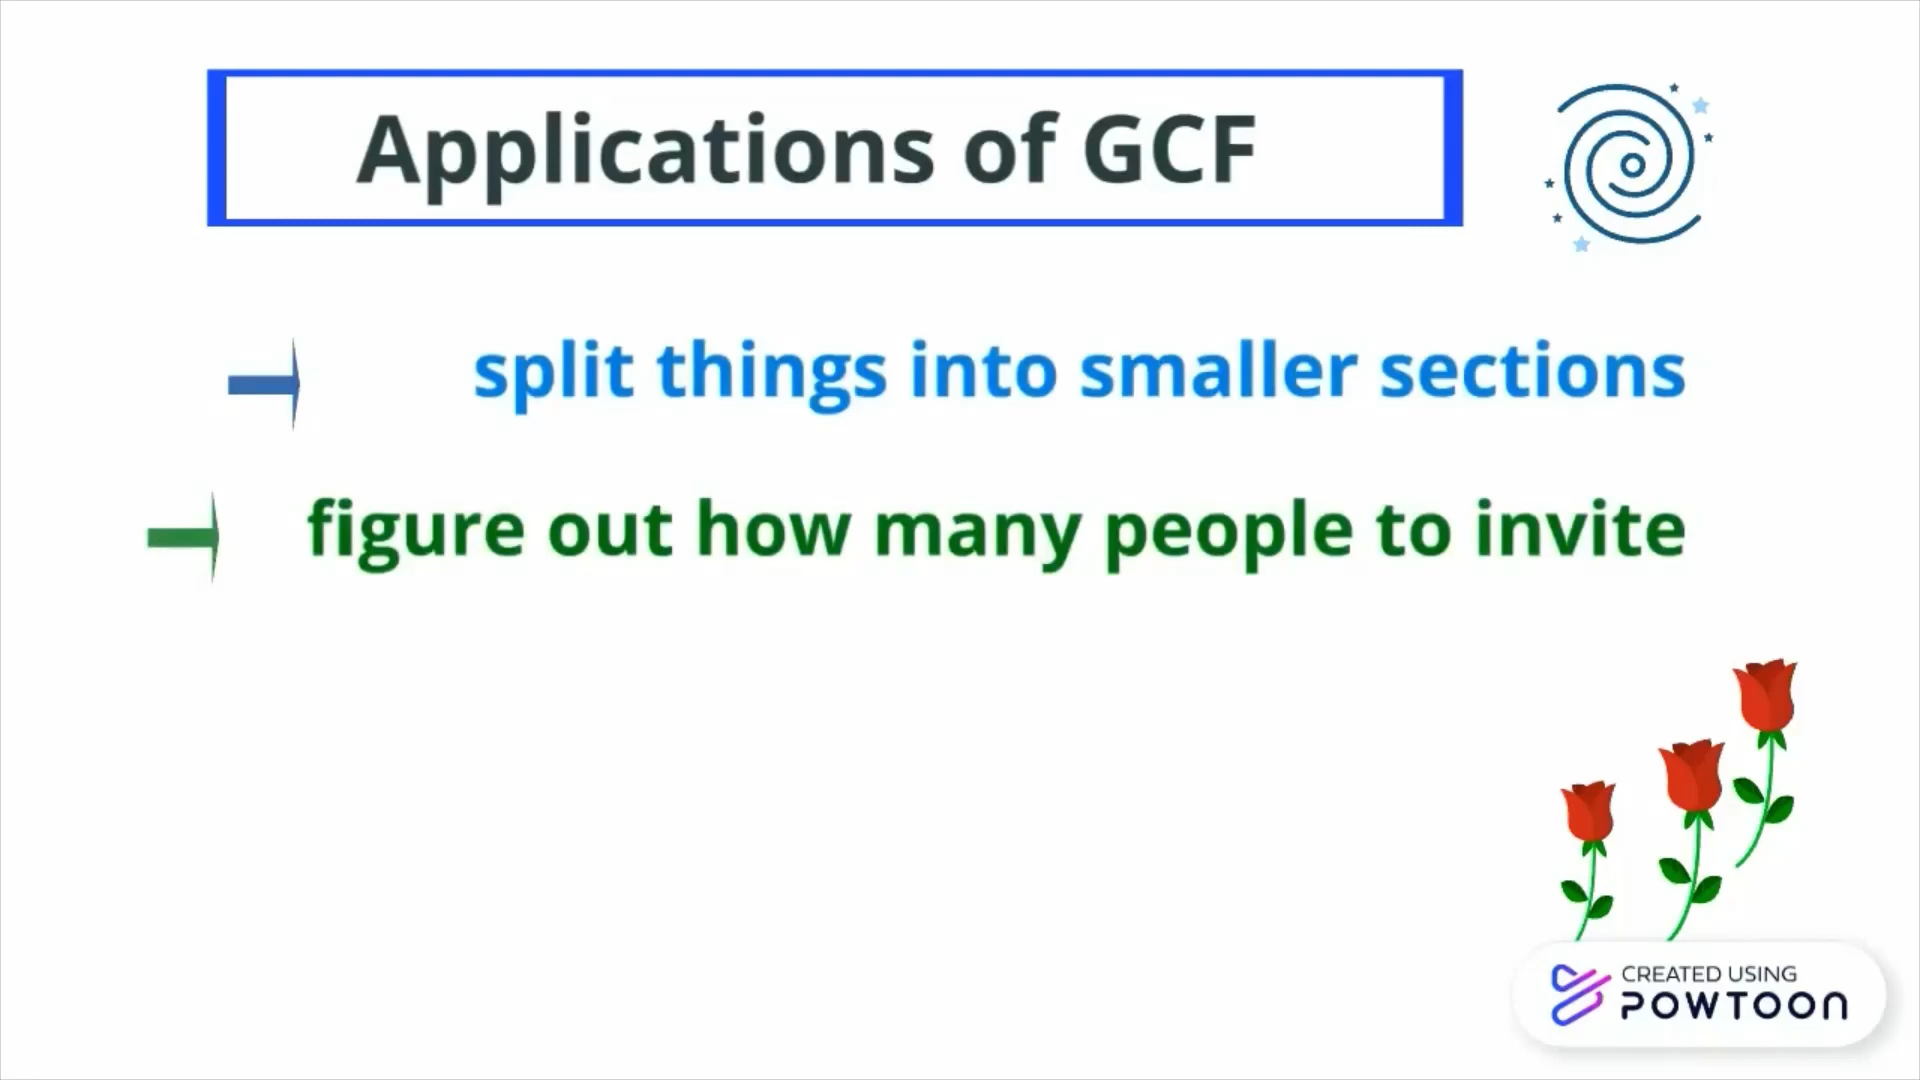 Applications of GCF
split things into smaller sections
figure out how many people to invite
CREATED USING
POWTOON